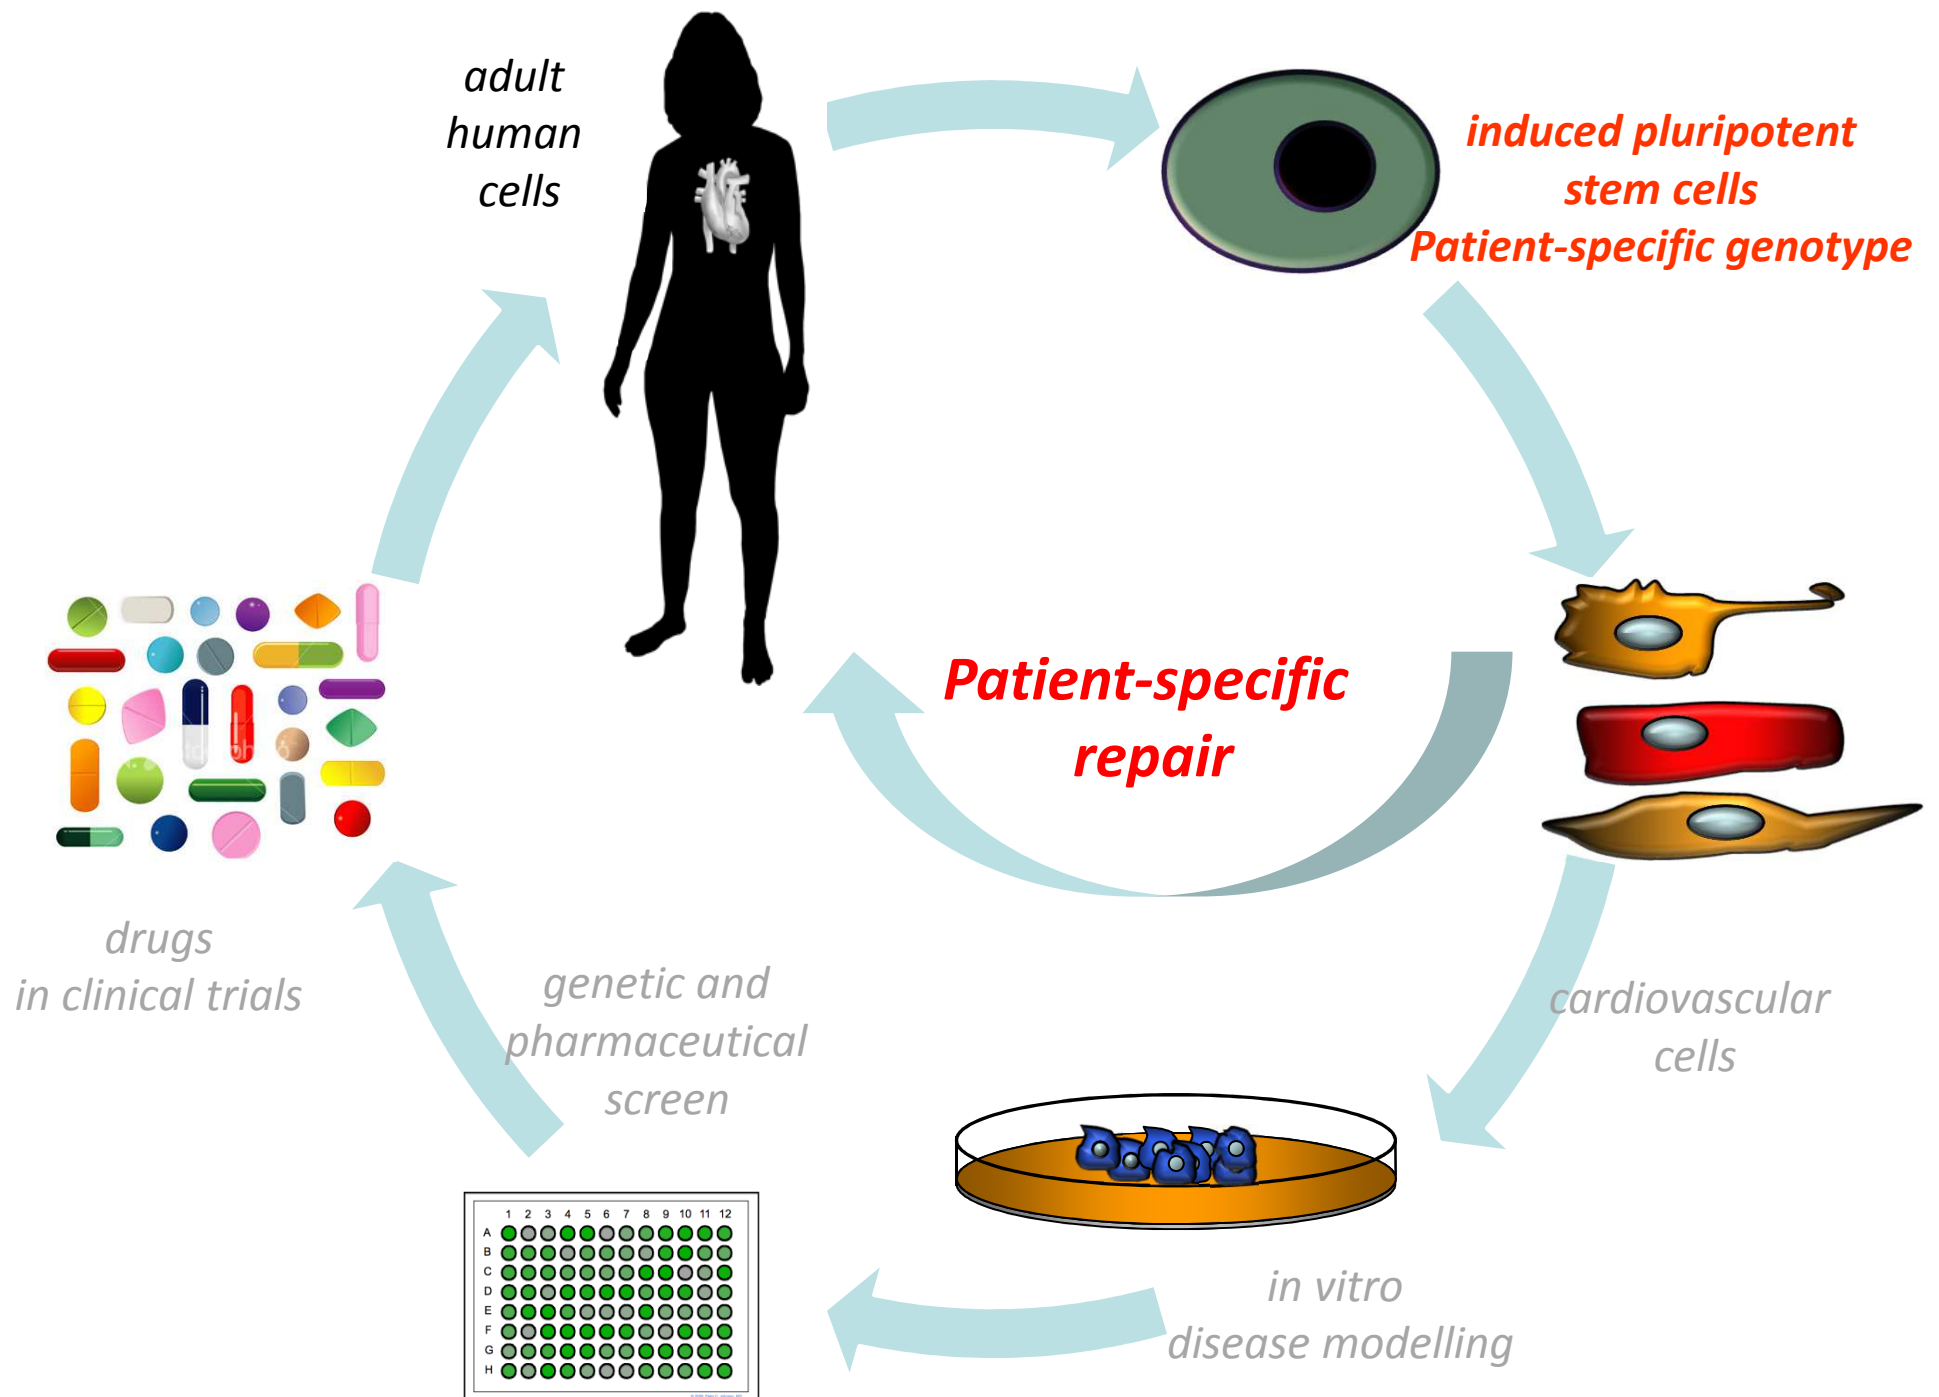 adult
human
cells
induced pluripotent
stem cells
Patient-specific genotype
Patient-specific
repair
drugs
in clinical trials
genetic and
pharmaceutical
screen
cardiovascular
cells
in vitro
disease modelling
1 2 3 4 5 6 7 8 9 10 11 12
A
B
C
D
E
F
G
H